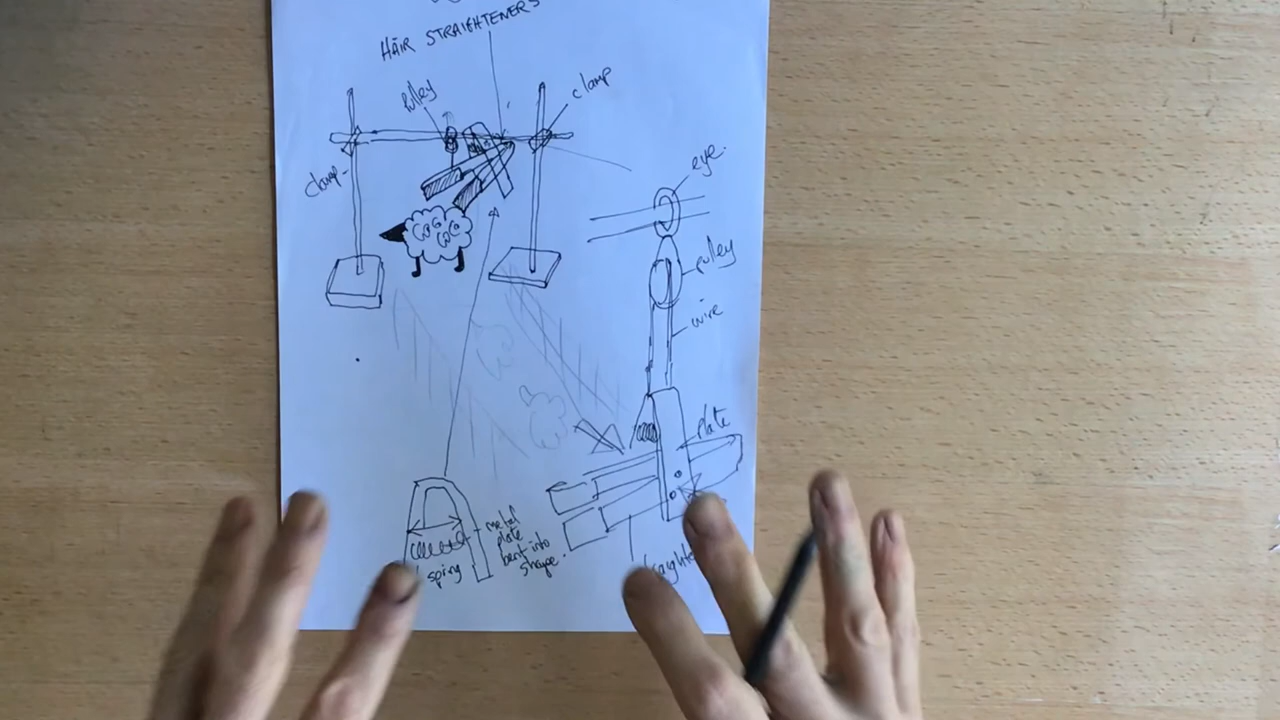 HAIR STRAIGHTENERS
Pulley
clamp
clamp
eye.
pulley
wire
plate
metal
plate
bent into
shape.
spring